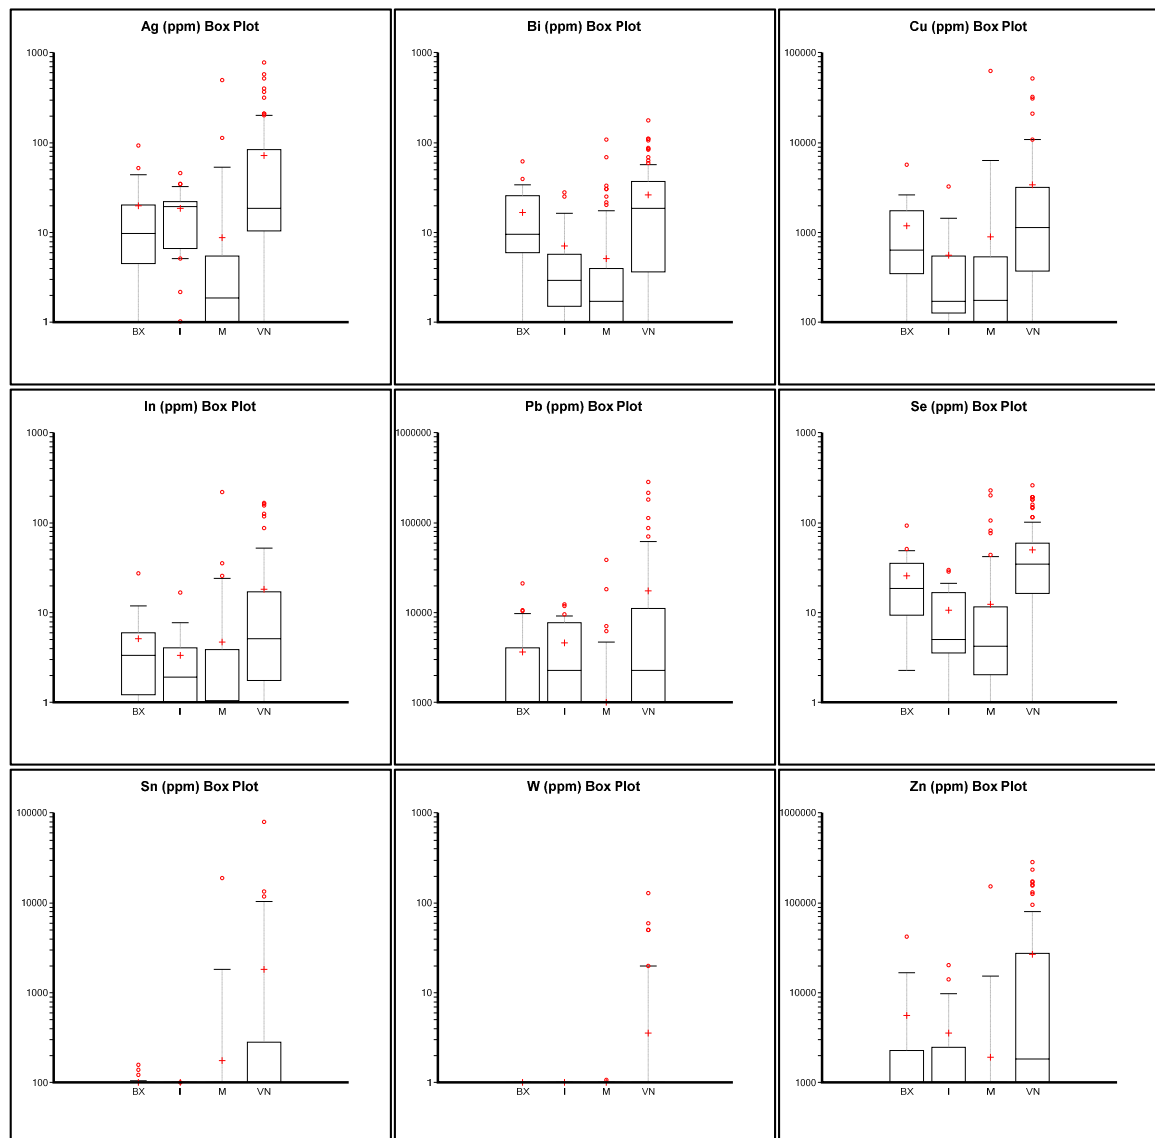 Ag (ppm) Box Plot
1000
100
10
1
BX I M VN
Bi (ppm) Box Plot
1000
100
10
1
BX I M VN
Cu (ppm) Box Plot
100000
10000
1000
100
BX I M VN
In (ppm) Box Plot
1000
100
10
1
BX I M VN
Pb (ppm) Box Plot
1000000
100000
10000
1000
BX I M VN
Se (ppm) Box Plot
1000
100
10
1
BX I M VN
Sn (ppm) Box Plot
100000
10000
1000
100
BX I M VN
W (ppm) Box Plot
1000
100
10
1
BX I M VN
Zn (ppm) Box Plot
1000000
100000
10000
1000
BX I M VN